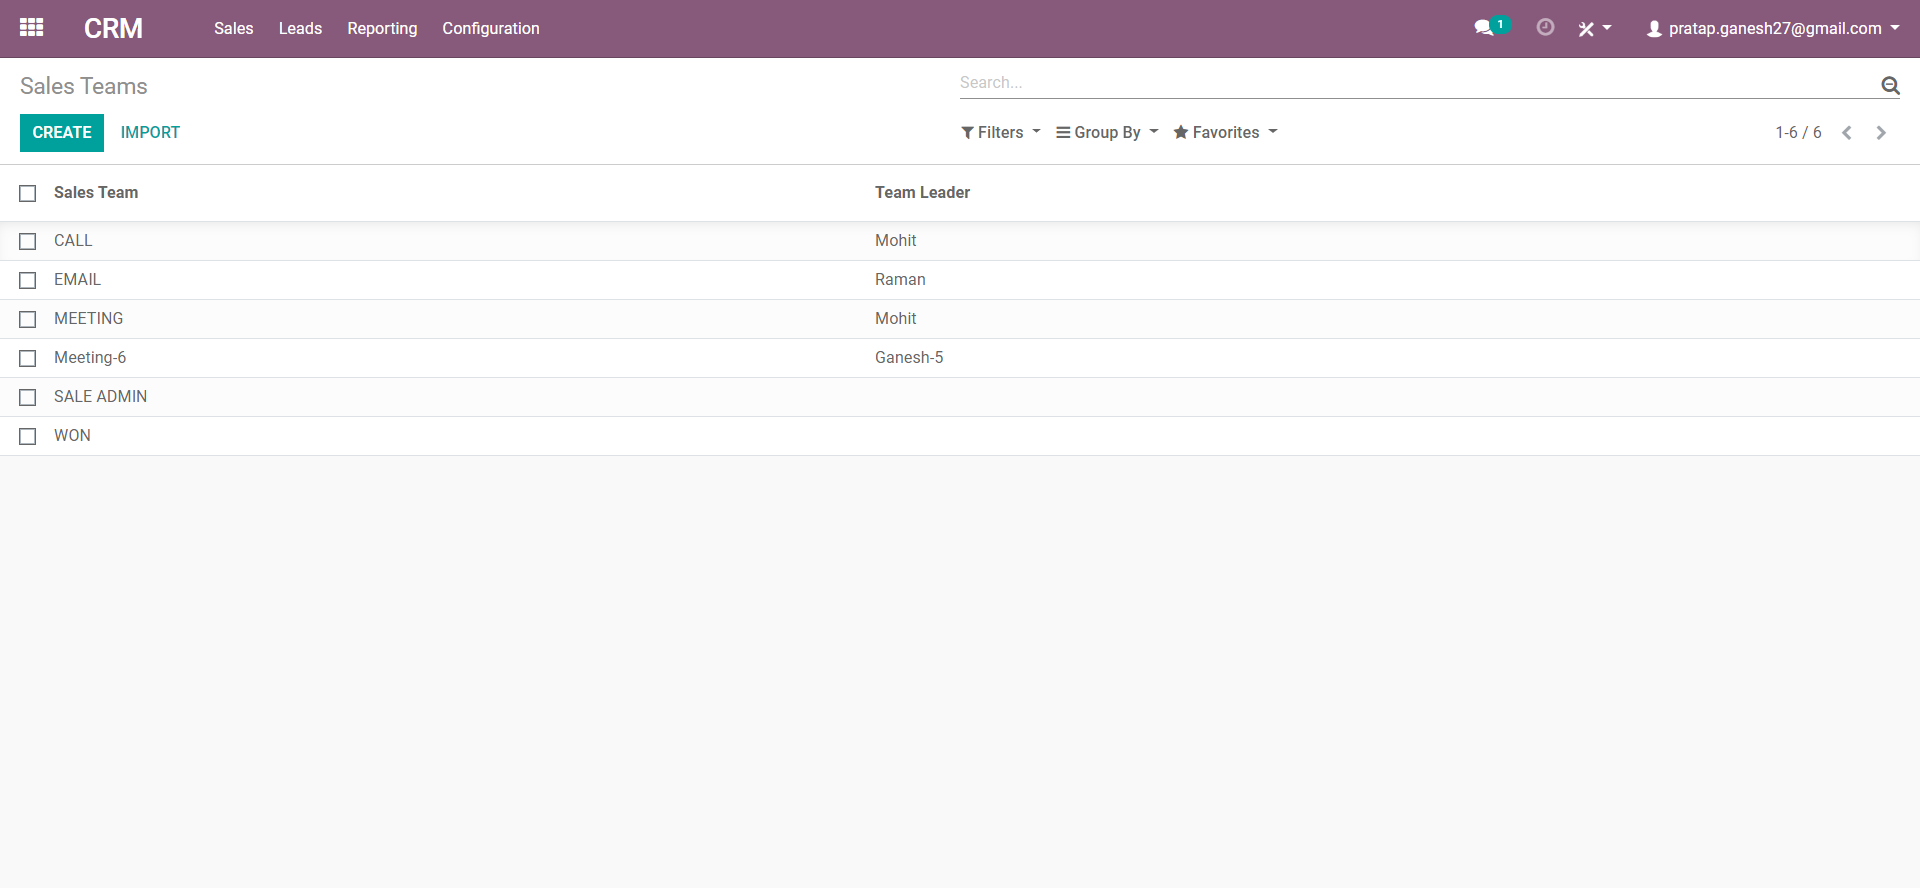 CRM Sales Leads Reporting Configuration 1 pratap.ganesh27@gmail.com
Sales Teams Search...
CREATE IMPORT Filters Group By Favorites 1-6 / 6
Sales Team Team Leader
CALL Mohit
EMAIL Raman
MEETING Mohit
Meeting-6 Ganesh-5
SALE ADMIN
WON